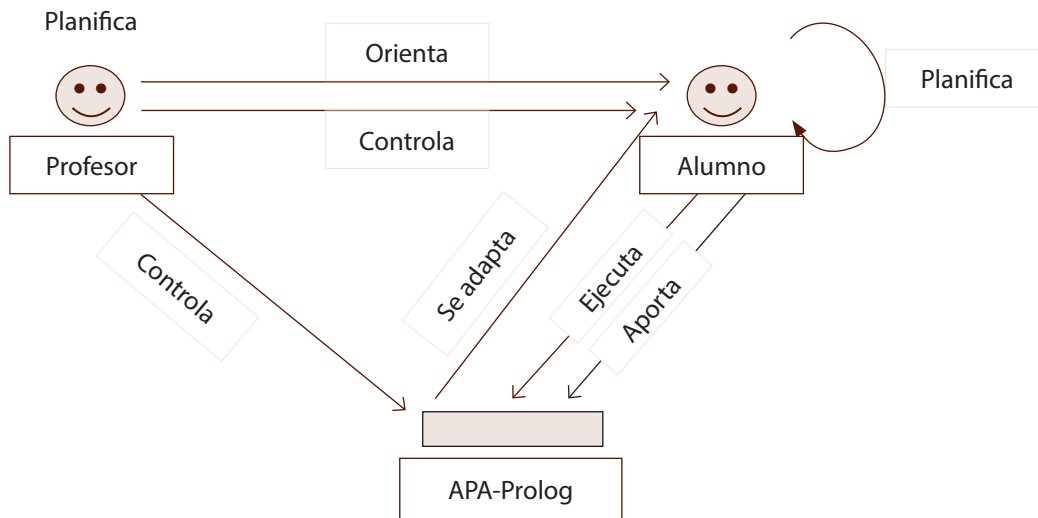 Planifica
Orienta
Planifica
Controla
Profesor
Alumno
Controla
Se adapta
Ejecuta
Aporta
APA-Prolog